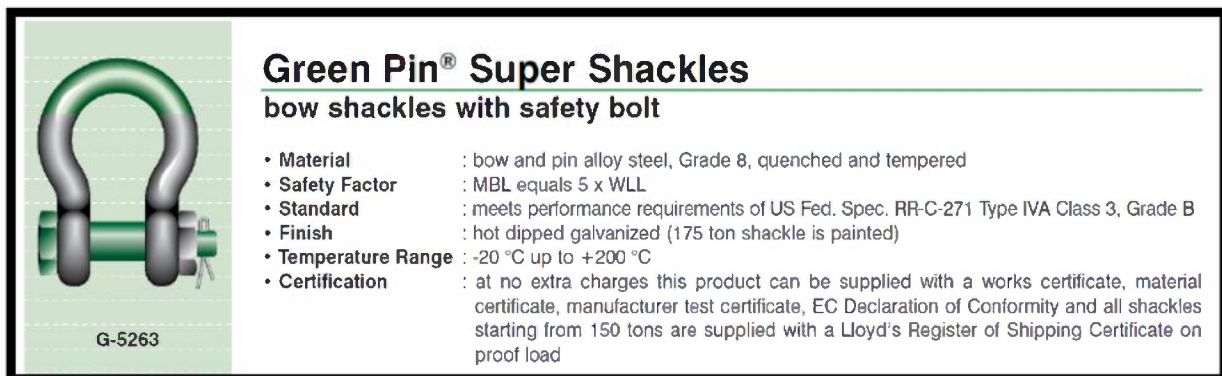 Green Pin® Super Shackles
bow shackles with safety bolt
• Material : bow and pin alloy steel, Grade 8, quenched and tempered
• Safety Factor : MBL equals 5 x WLL
• Standard : meets performance requirements of US Fed. Spec. RR-C-271 Type IVA Class 3, Grade B
• Finish : hot dipped galvanized (175 ton shackle is painted)
• Temperature Range : -20 °C up to +200 °C
• Certification : at no extra charges this product can be supplied with a works certificate, material
certificate, manufacturer test certificate, EC Declaration of Conformity and all shackles
starting from 150 tons are supplied with a Lloyd's Register of Shipping Certificate on
proof load
G-5263